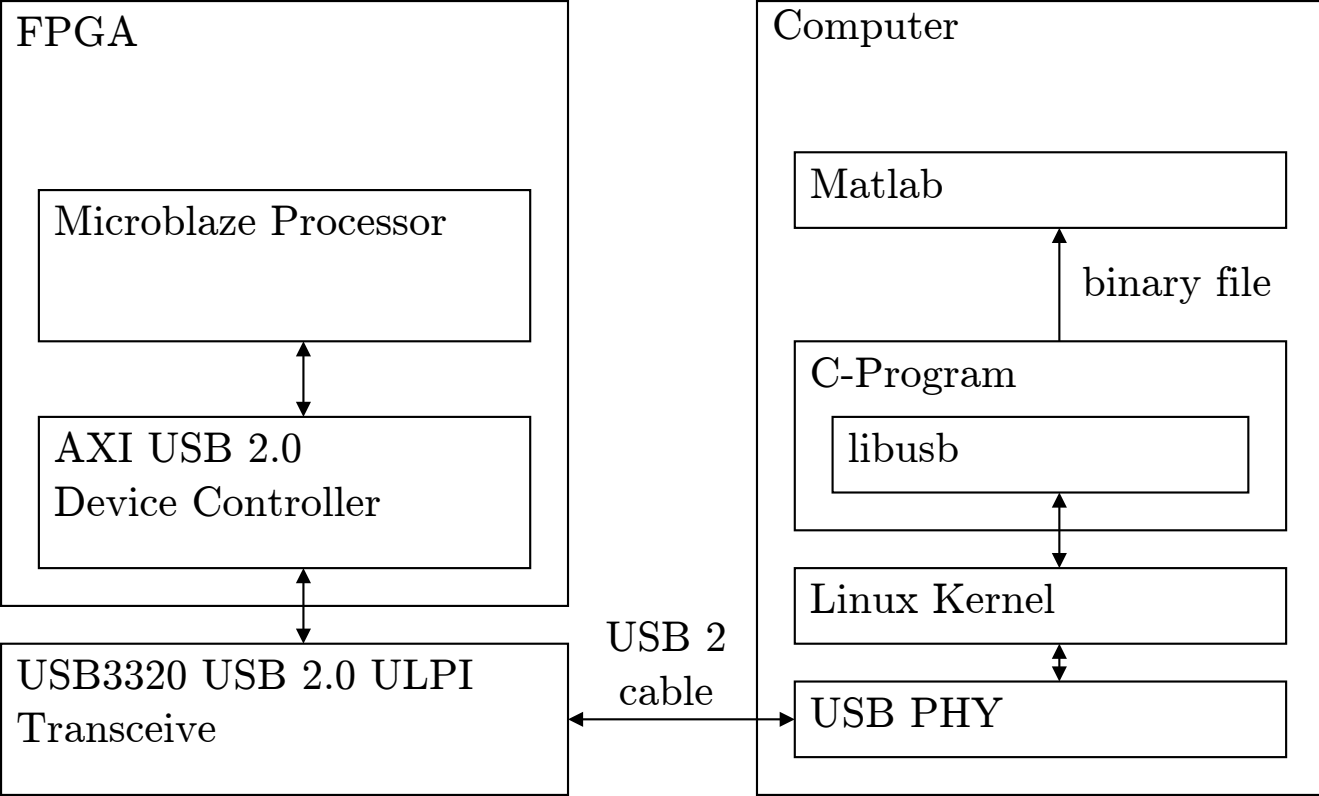 FPGA
Microblaze Processor
AXI USB 2.0
Device Controller
USB3320 USB 2.0 ULPI
Transceive
USB 2
cable
Computer
Matlab
binary file
C-Program
libusb
Linux Kernel
USB PHY